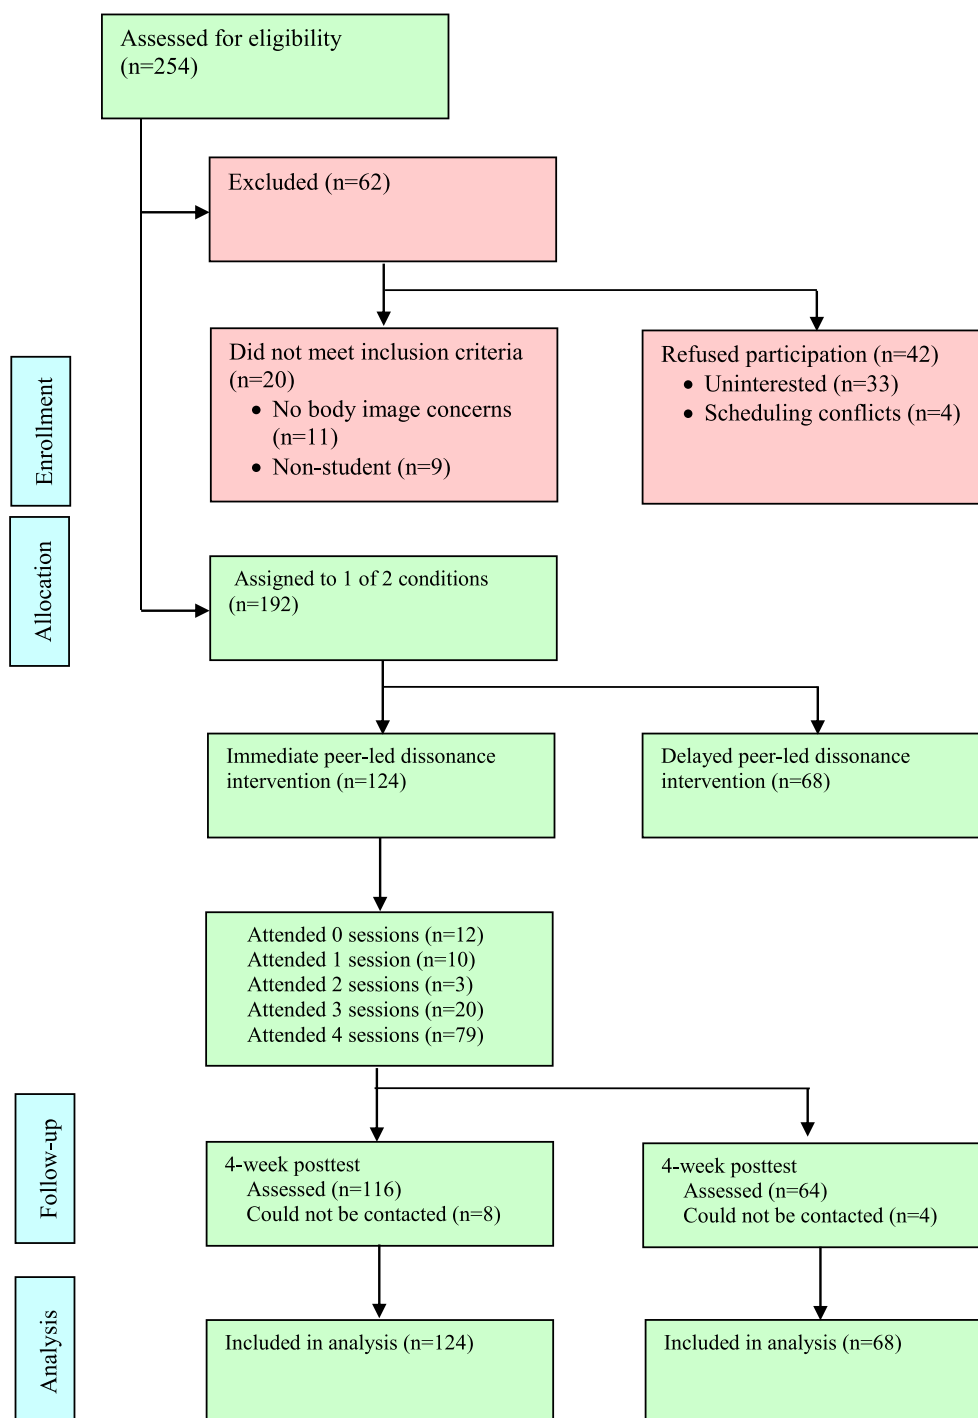 Assessed for eligibility
(n=254)
Excluded (n=62)
Did not meet inclusion criteria
(n=20)
• No body image concerns
(n=11)
• Non-student (n=9)
Refused participation (n=42)
• Uninterested (n=33)
• Scheduling conflicts (n=4)
Enrollment
Allocation
Assigned to 1 of 2 conditions
(n=192)
Immediate peer-led dissonance
intervention (n=124)
Delayed peer-led dissonance
intervention (n=68)
Attended 0 sessions (n=12)
Attended 1 session (n=10)
Attended 2 sessions (n=3)
Attended 3 sessions (n=20)
Attended 4 sessions (n=79)
Follow-up
4-week posttest
Assessed (n=116)
Could not be contacted (n=8)
4-week posttest
Assessed (n=64)
Could not be contacted (n=4)
Analysis
Included in analysis (n=124)
Included in analysis (n=68)